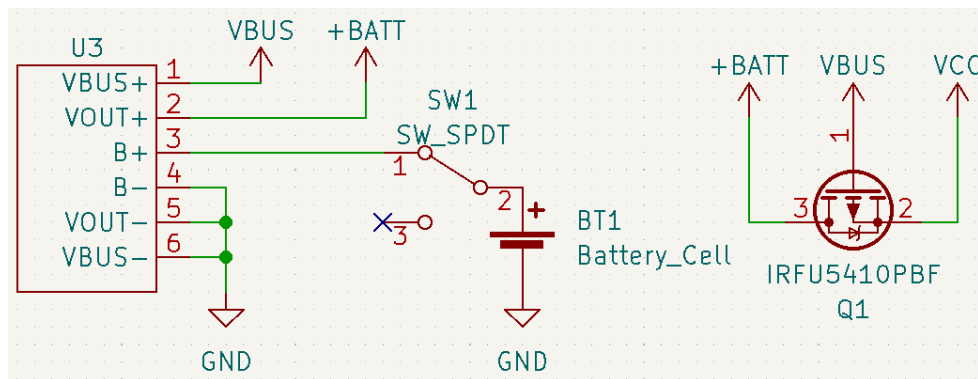 U3
VBUS+ 1
VOUT+ 2
B+ 3
B- 4
VOUT- 5
VBUS- 6
VBUS
+BATT
SW1
SW_SPDT
1
2
3
+
BT1
Battery_Cell
GND
GND
+BATT
VBUS
VCC
1
3
2
IRFU5410PBF
Q1